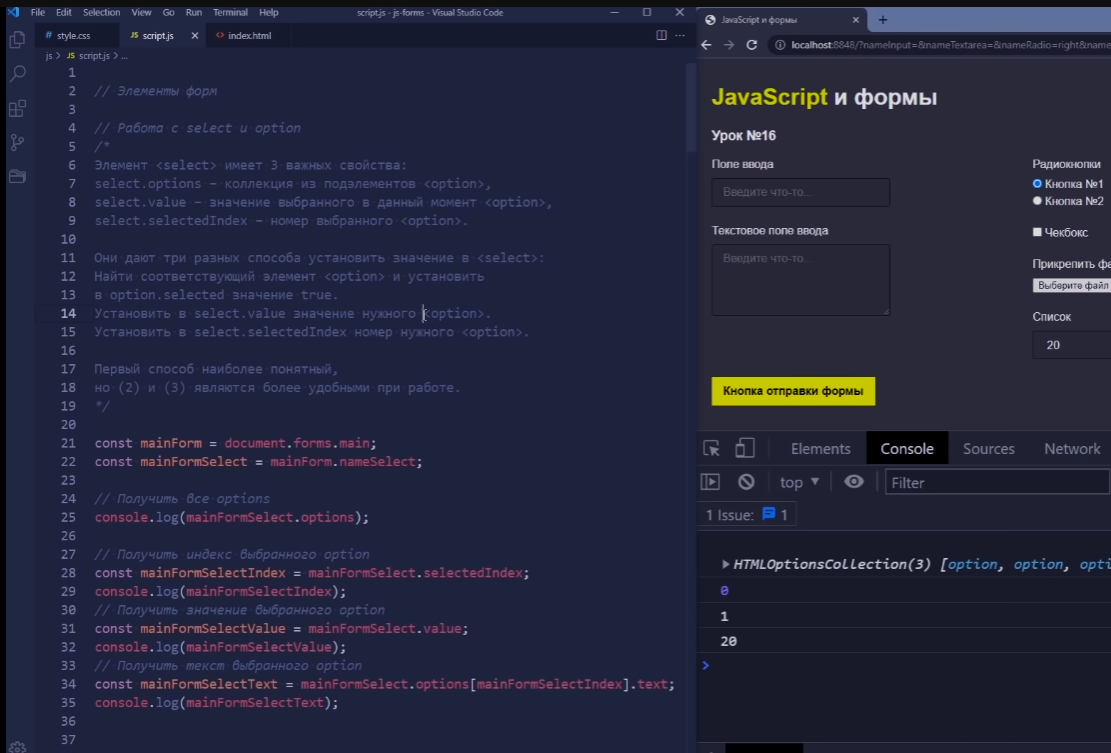 File Edit Selection View Go Run Terminal Help script.js - js-forms - Visual Studio Code
# style.css JS script.js × <> index.html ...
js > JS script.js > ...
1
2 // Элементы форм
3
4 // Работа с select и option
5 /*
6 Элемент <select> имеет 3 важных свойства:
7 select.options – коллекция из подэлементов <option>,
8 select.value – значение выбранного в данный момент <option>,
9 select.selectedIndex – номер выбранного <option>.
10
11 Они дают три разных способа установить значение в <select>:
12 Найти соответствующий элемент <option> и установить
13 в option.selected значение true.
14 Установить в select.value значение нужного <option>.
15 Установить в select.selectedIndex номер нужного <option>.
16
17 Первый способ наиболее понятный,
18 но (2) и (3) являются более удобными при работе.
19 */
20
21 const mainForm = document.forms.main;
22 const mainFormSelect = mainForm.nameSelect;
23
24 // Получить все options
25 console.log(mainFormSelect.options);
26
27 // Получить индекс выбранного option
28 const mainFormSelectIndex = mainFormSelect.selectedIndex;
29 console.log(mainFormSelectIndex);
30 // Получить значение выбранного option
31 const mainFormSelectValue = mainFormSelect.value;
32 console.log(mainFormSelectValue);
33 // Получить текст выбранного option
34 const mainFormSelectText = mainFormSelect.options[mainFormSelectIndex].text;
35 console.log(mainFormSelectText);
36
37
JavaScript и формы × +
localhost:8848/?nameInput=&nameTextarea=&nameRadio=right&name
JavaScript и формы
Урок №16
Поле ввода
Введите что-то...
Текстовое поле ввода
Введите что-то...
Радиокнопки
Кнопка №1
Кнопка №2
Чекбокс
Прикрепить фа
Выберите файл
Список
20
Кнопка отправки формы
Elements Console Sources Network
top ▼ Filter
1 Issue: 1
HTMLOptionsCollection(3) [option, option, opti
0
1
20
>